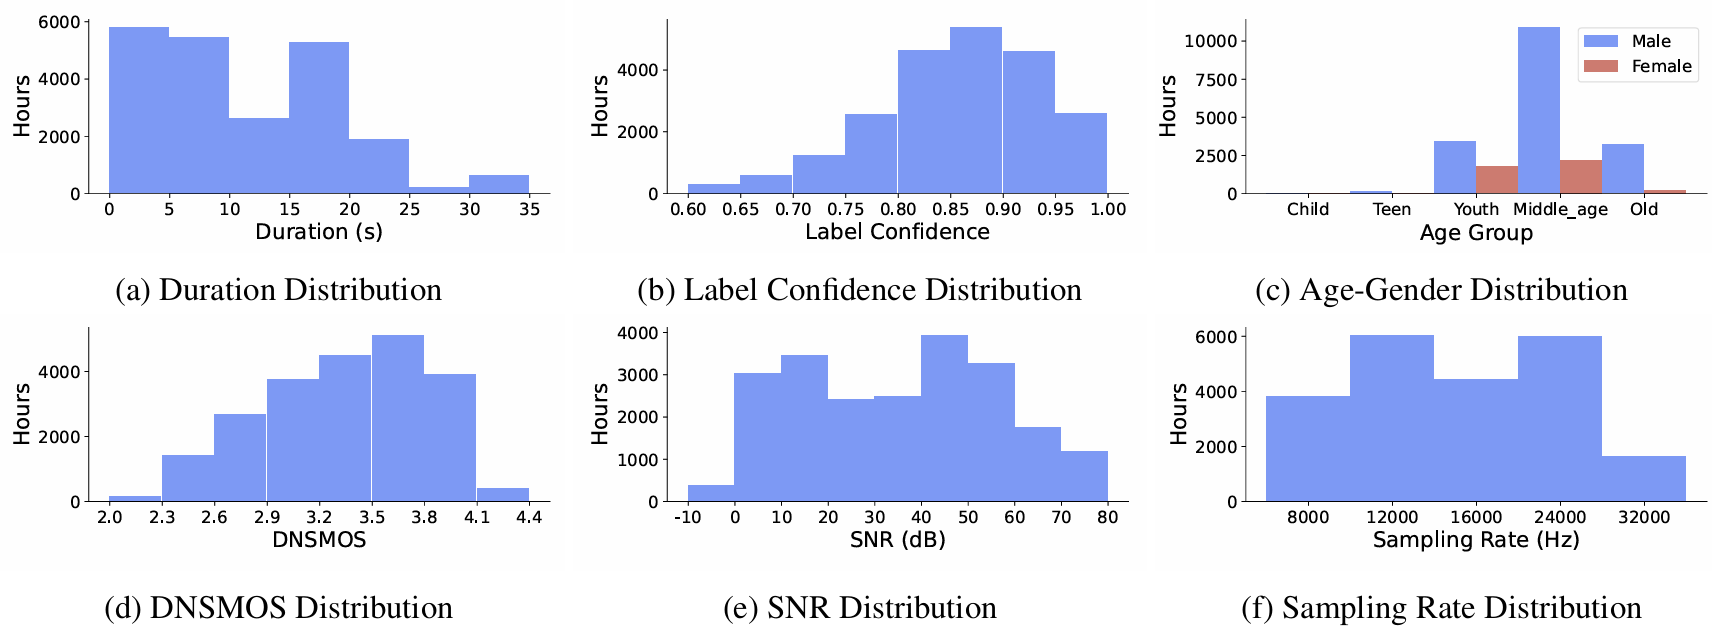 6000
4000
2000
0
Hours
0 5 10 15 20 25 30 35
Duration (s)
(a) Duration Distribution
4000
2000
0
Hours
0.60 0.65 0.70 0.75 0.80 0.85 0.90 0.95 1.00
Label Confidence
(b) Label Confidence Distribution
10000
7500
5000
2500
0
Hours
Male
Female
Child Teen Youth Middle_age Old
Age Group
(c) Age-Gender Distribution
4000
2000
0
Hours
2.0 2.3 2.6 2.9 3.2 3.5 3.8 4.1 4.4
DNSMOS
(d) DNSMOS Distribution
4000
3000
2000
1000
0
Hours
-10 0 10 20 30 40 50 60 70 80
SNR (dB)
(e) SNR Distribution
6000
4000
2000
0
Hours
8000 12000 16000 24000 32000
Sampling Rate (Hz)
(f) Sampling Rate Distribution